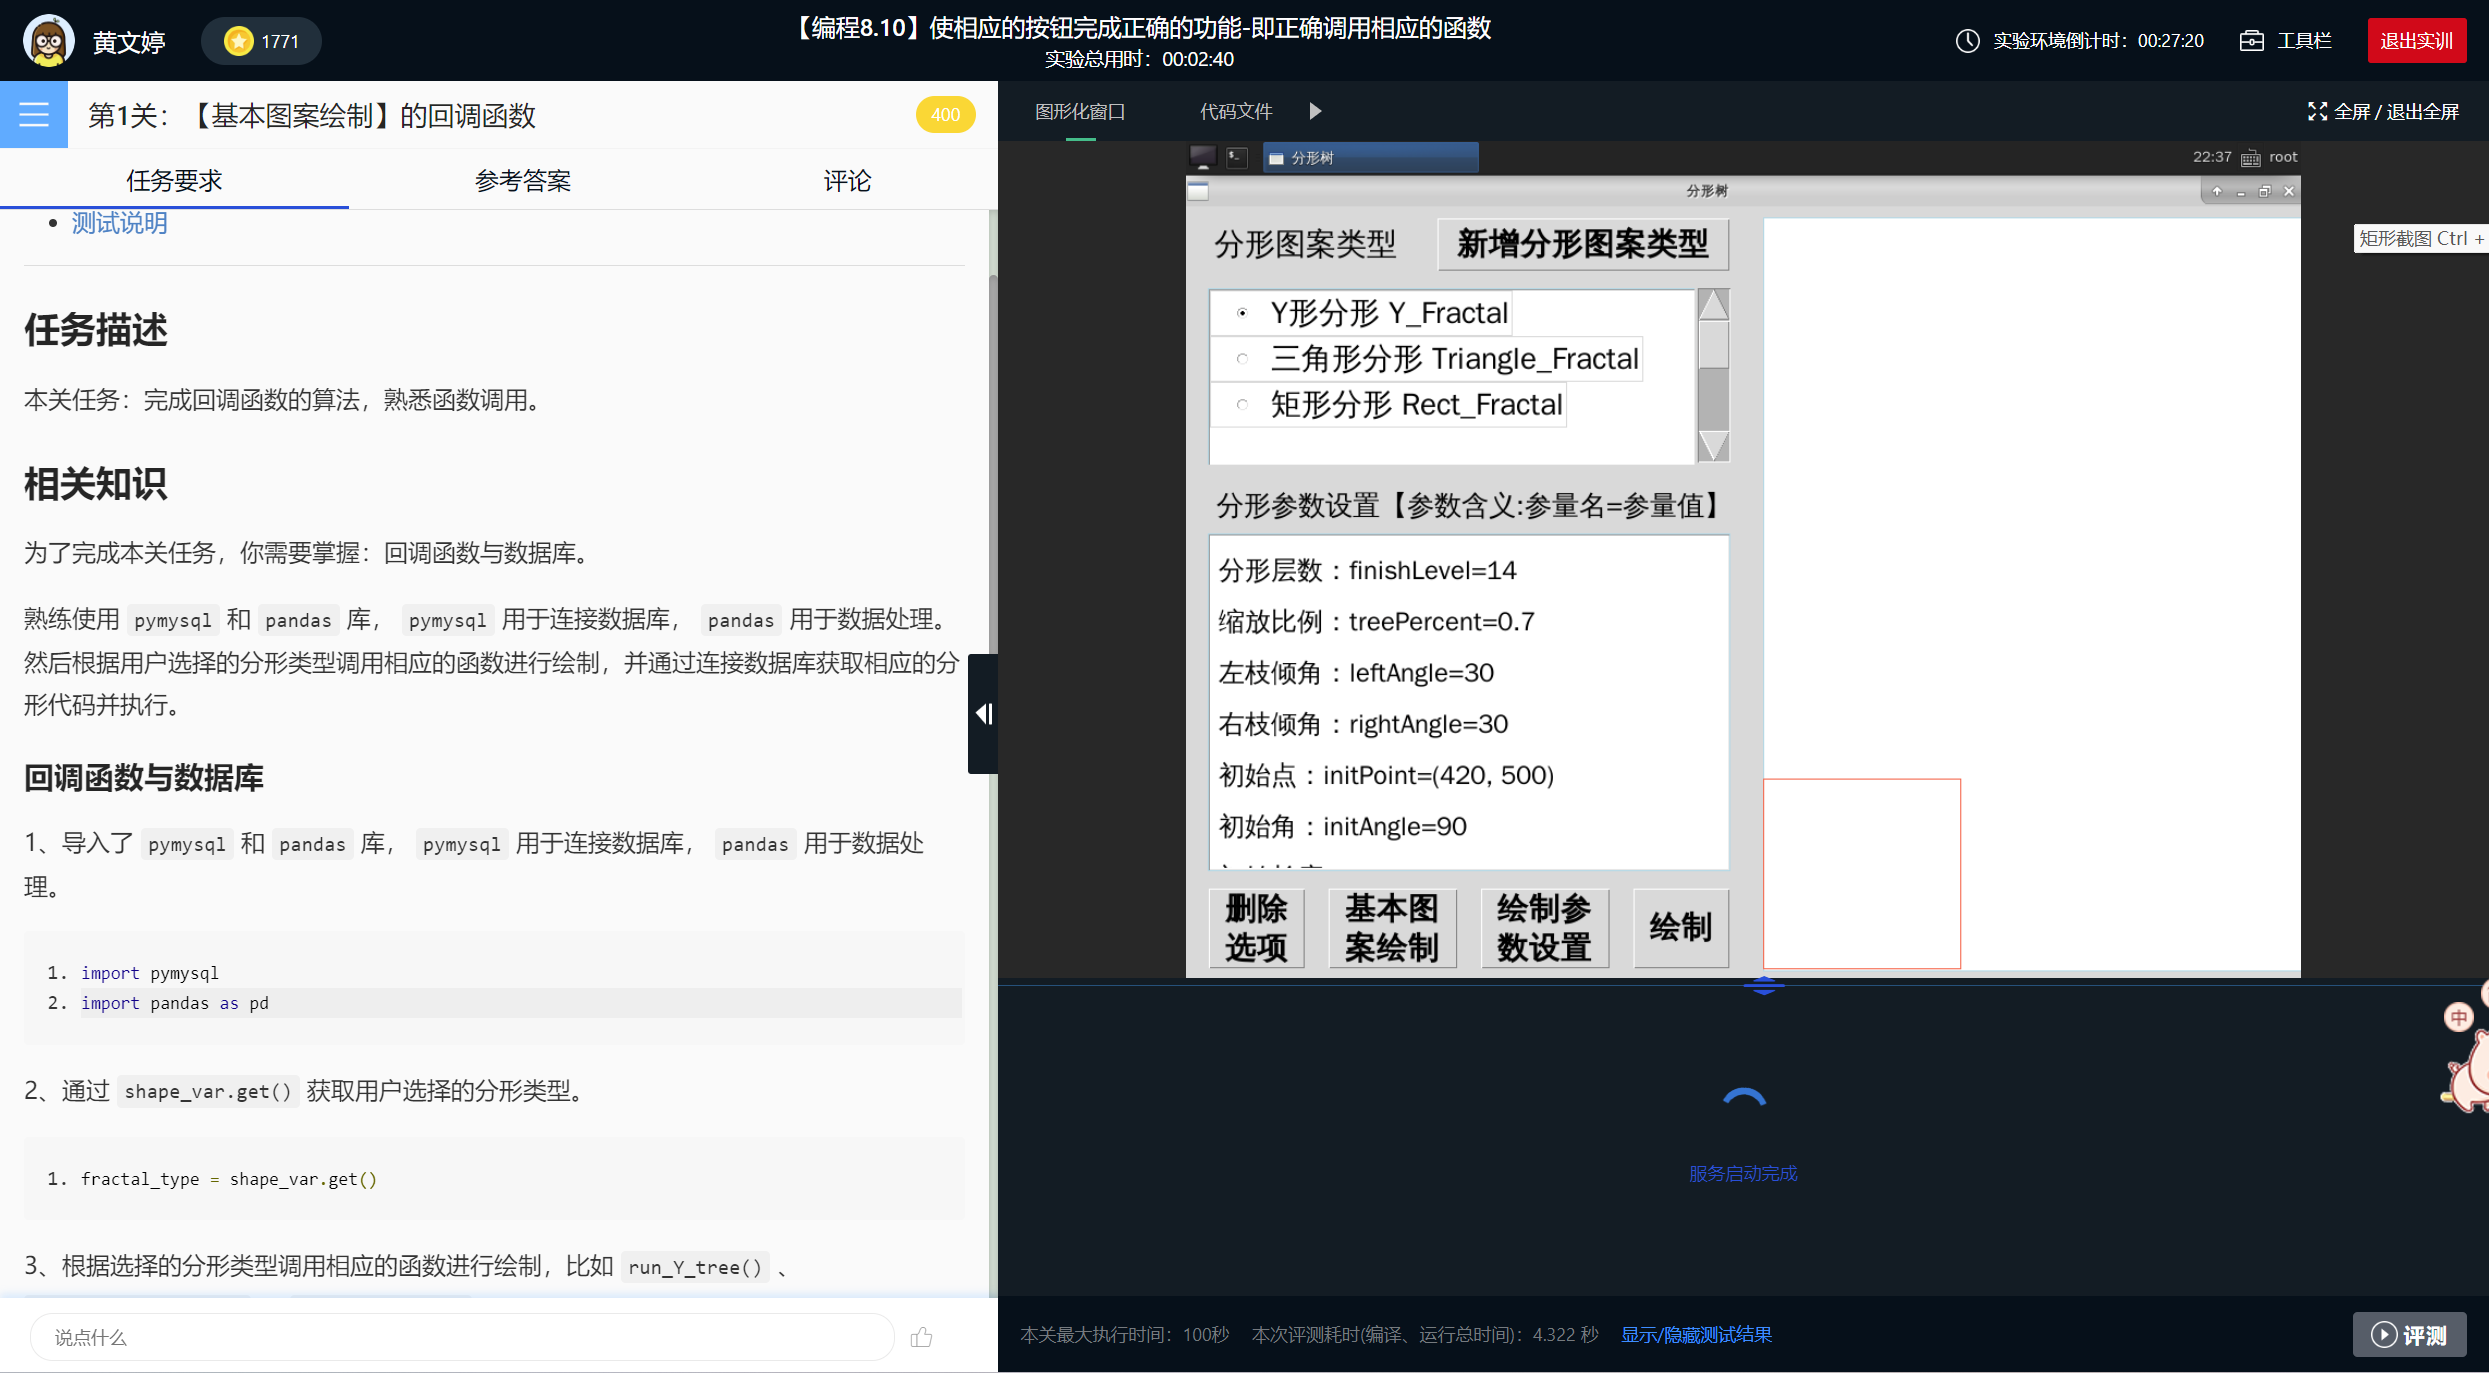 黄文婷
1771
【编程8.10】使相应的按钮完成正确的功能-即正确调用相应的函数
实验总用时：00:02:40
实验环境倒计时：00:27:20
工具栏
退出实训
第1关：【基本图案绘制】的回调函数
400
任务要求
参考答案
评论
测试说明
任务描述
本关任务：完成回调函数的算法，熟悉函数调用。
相关知识
为了完成本关任务，你需要掌握：回调函数与数据库。
熟练使用 pymysql 和 pandas 库， pymysql 用于连接数据库， pandas 用于数据处理。
然后根据用户选择的分形类型调用相应的函数进行绘制，并通过连接数据库获取相应的分
形代码并执行。
回调函数与数据库
1、导入了 pymysql 和 pandas 库， pymysql 用于连接数据库， pandas 用于数据处
理。
1. import pymysql
2. import pandas as pd
2、通过 shape_var.get() 获取用户选择的分形类型。
1. fractal_type = shape_var.get()
3、根据选择的分形类型调用相应的函数进行绘制，比如 run_Y_tree() 、
说点什么
图形化窗口
代码文件
全屏 / 退出全屏
分形树
22:37
root
分形树
矩形截图 Ctrl +
分形图案类型
新增分形图案类型
Y形分形 Y_Fractal
三角形分形 Triangle_Fractal
矩形分形 Rect_Fractal
分形参数设置【参数含义:参量名=参量值】
分形层数：finishLevel=14
缩放比例：treePercent=0.7
左枝倾角：leftAngle=30
右枝倾角：rightAngle=30
初始点：initPoint=(420, 500)
初始角：initAngle=90
删除
选项
基本图
案绘制
绘制参
数设置
绘制
中
服务启动完成
本关最大执行时间：100秒
本次评测耗时(编译、运行总时间)：4.322 秒
显示/隐藏测试结果
评测